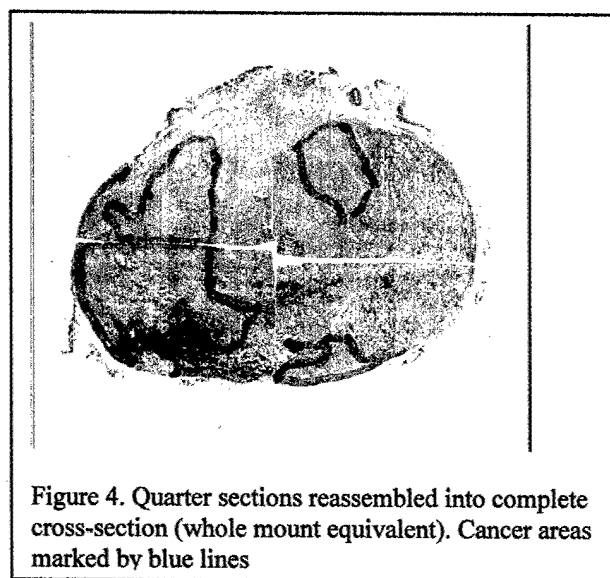 Figure 4. Quarter sections reassembled into complete
cross-section (whole mount equivalent). Cancer areas
marked by blue lines